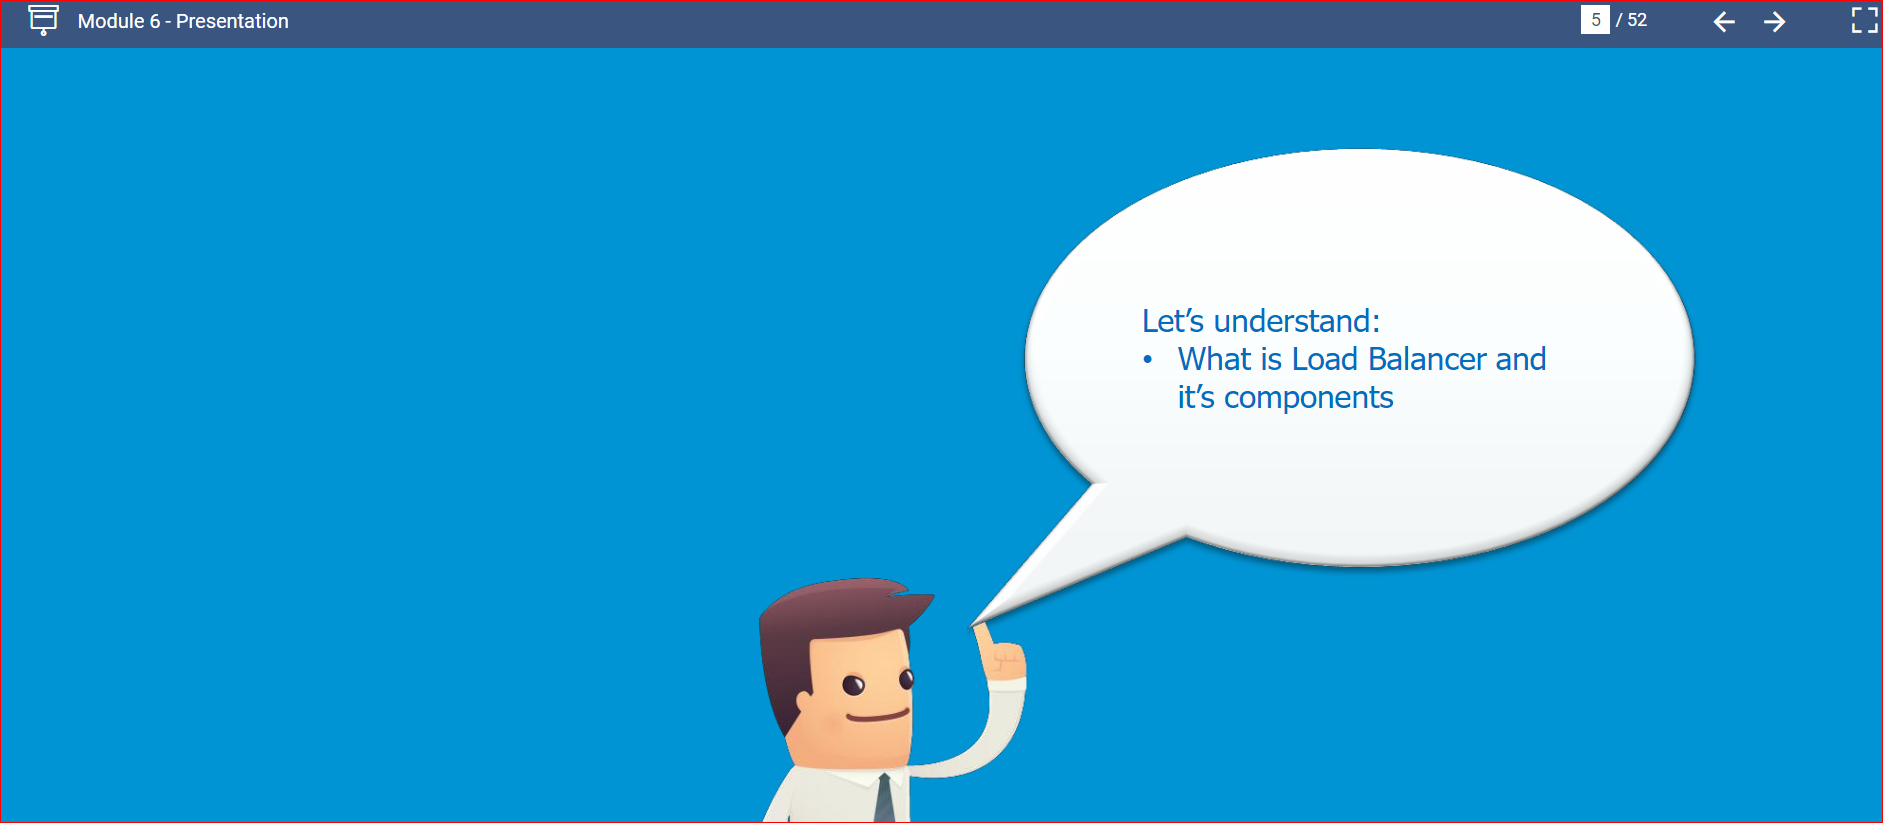 Module 6 - Presentation
5 / 52
Let’s understand:
• What is Load Balancer and
it’s components